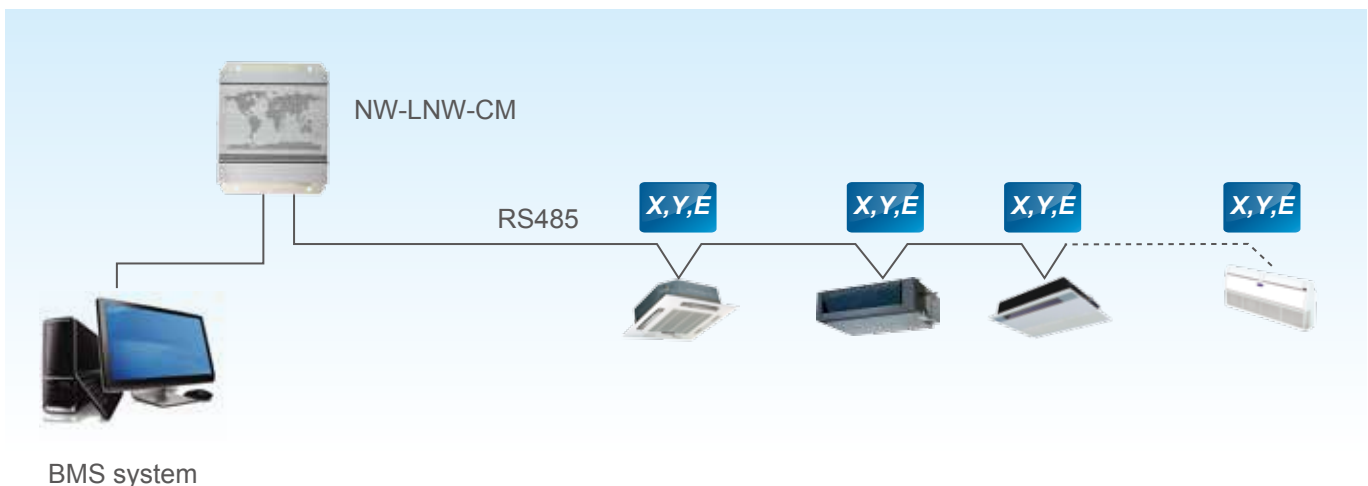 NW-LNW-CM
RS485
X,Y,E
X,Y,E
X,Y,E
X,Y,E
BMS system